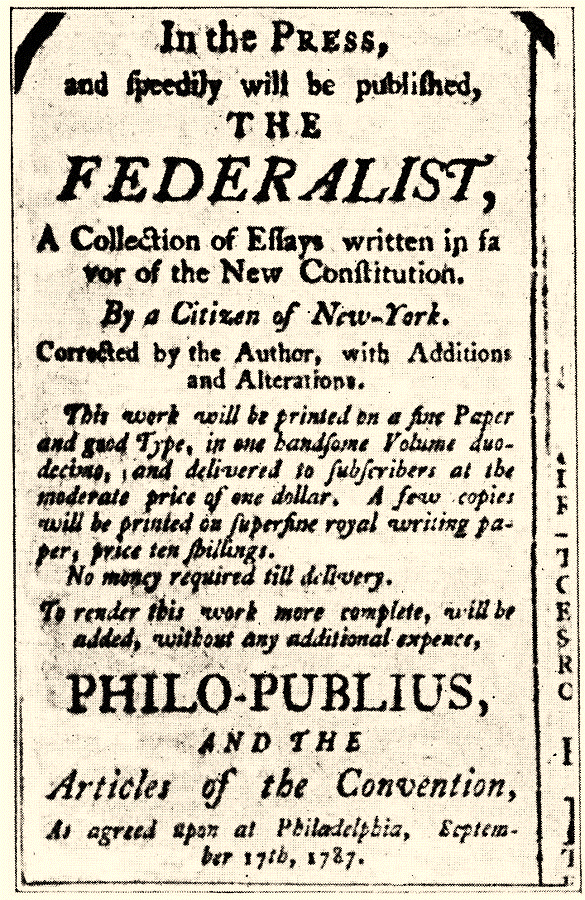 In the PRESS,
and ſpeedily will be publiſhed,
THE
FEDERALIST,
A Collection of Eſſays written in fa
vor of the New Conſtitution.
By a Citizen of New-York.
Corrected by the Author, with Additions
and Alterations.
This work will be printed on a fine Paper
and good Type, in one handſome Volume duo-
decimo, and delivered to ſubſcribers at the
moderate price of one dollar. A few copies
will be printed on ſuperfine royal writing pa-
per, price ten ſhillings.
No money required till delivery.
To render this work more complete, will be
added, without any additional expence,
PHILO-PUBLIUS,
AND THE
Articles of the Convention,
As agreed upon at Philadelphia, Septem-
ber 17th, 1787.